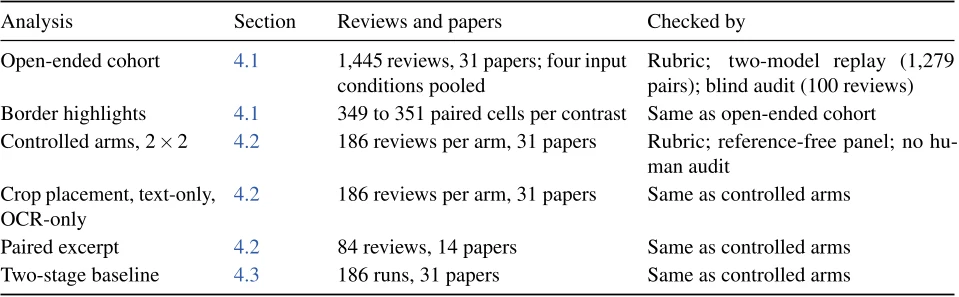 Analysis Section Reviews and papers Checked by
Open-ended cohort 4.1 1,445 reviews, 31 papers; four input Rubric; two-model replay (1,279
conditions pooled pairs); blind audit (100 reviews)
Border highlights 4.1 349 to 351 paired cells per contrast Same as open-ended cohort
Controlled arms, 2 × 2 4.2 186 reviews per arm, 31 papers Rubric; reference-free panel; no hu-
man audit
Crop placement, text-only, 4.2 186 reviews per arm, 31 papers Same as controlled arms
OCR-only
Paired excerpt 4.2 84 reviews, 14 papers Same as controlled arms
Two-stage baseline 4.3 186 runs, 31 papers Same as controlled arms